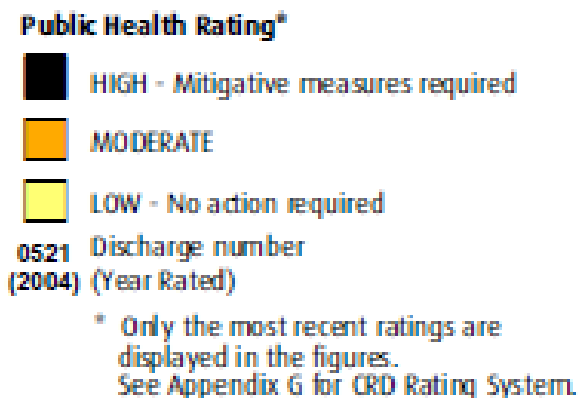 Public Health Rating*
HIGH - Mitigative measures required
MODERATE
LOW - No action required
0521 Discharge number
(2004) (Year Rated)
* Only the most recent ratings are
displayed in the figures.
See Appendix G for CRD Rating System.